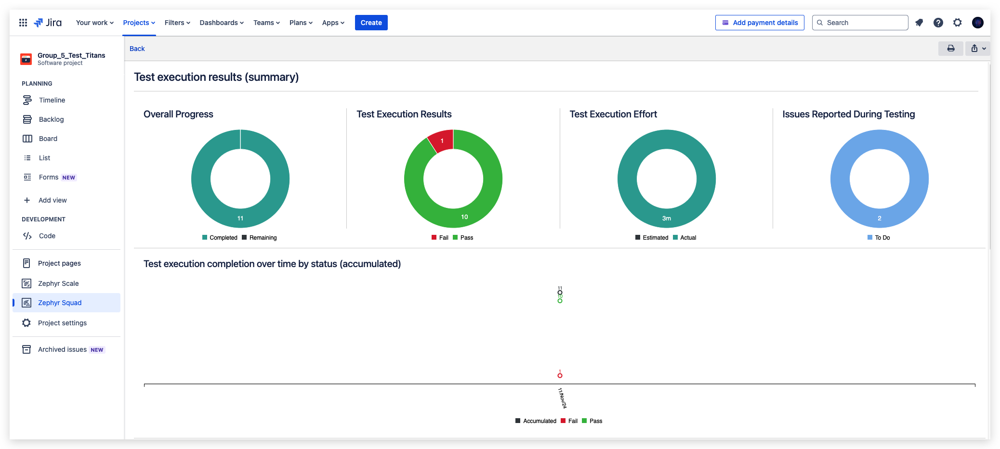 Jira Your work Projects Filters Dashboards Teams Plans Apps Create Add payment details Search
Group_5_Test_Titans
Software project
PLANNING
Timeline
Backlog
Board
List
Forms NEW
Add view
DEVELOPMENT
Code
Project pages
Zephyr Scale
Zephyr Squad
Project settings
Archived issues NEW
Back
Test execution results (summary)
Overall Progress
11
Completed Remaining
Test Execution Results
1
10
Fail Pass
Test Execution Effort
3m
Estimated Actual
Issues Reported During Testing
2
To Do
Test execution completion over time by status (accumulated)
11
10
1
11/Nov/24
Accumulated Fail Pass